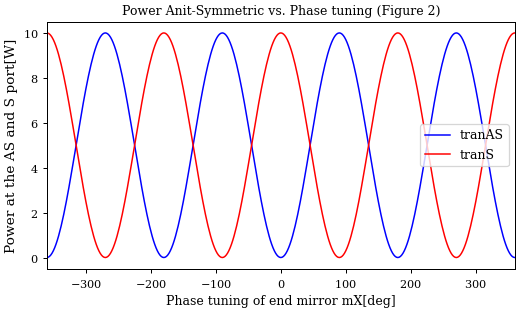 Power Anit-Symmetric vs. Phase tuning (Figure 2)
Power at the AS and S port[W]
10
8
6
4
2
0
tranAS
tranS
−300 −200 −100 0 100 200 300
Phase tuning of end mirror mX[deg]